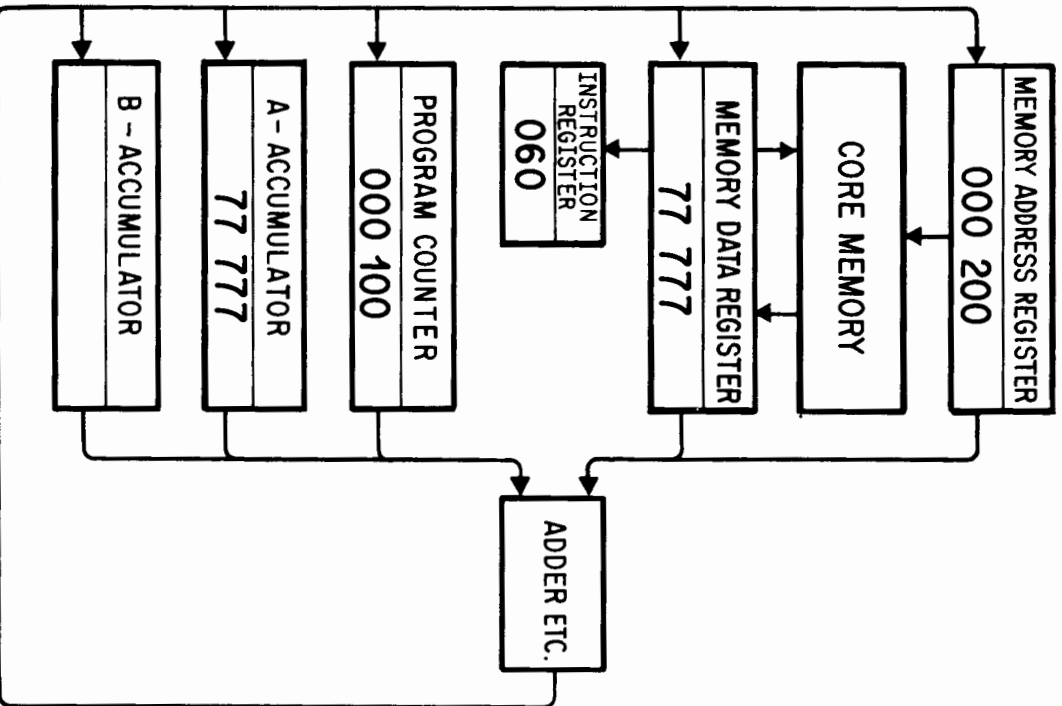 MEMORY ADDRESS REGISTER
000 200
CORE MEMORY
MEMORY DATA REGISTER
77 777
INSTRUCTION
REGISTER
060
ADDER ETC.
PROGRAM COUNTER
000 100
A-ACCUMULATOR
77 777
B-ACCUMULATOR